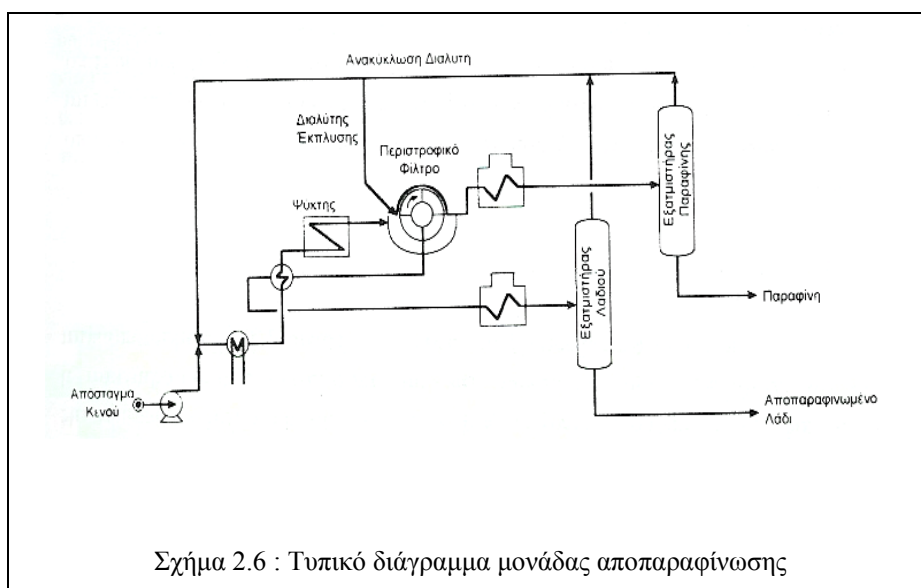 Ανακύκλωση Διαλυτη
Διαλύτης
Έκπλυσης
Περιστροφικό
Φίλτρο
Ψυκτης
Εξατμιστήρας
Παραφίνης
Εξατμιστήρας
Λαδιού
Παραφίνη
M
Αποσταγμα
Κενού
Αποπαραφινωμένο
Λάδι
Σχήμα 2.6 : Τυπικό διάγραμμα μονάδας αποπαραφίνωσης